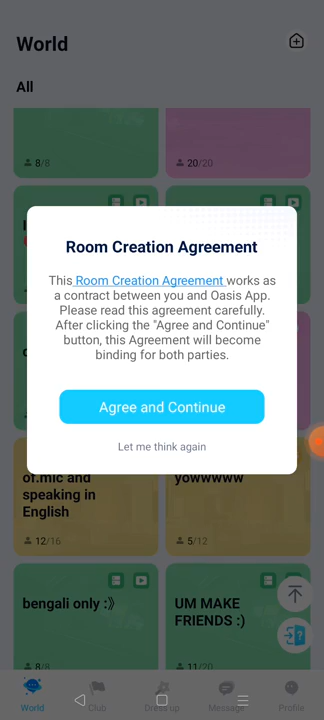 World
All
8/8
20/20
Room Creation Agreement
This Room Creation Agreement works as
a contract between you and Oasis App.
Please read this agreement carefully.
After clicking the "Agree and Continue"
button, this Agreement will become
binding for both parties.
Agree and Continue
Let me think again
of.mic and
speaking in
English
yowwwww
12/16
5/12
bengali only :》
UM MAKE
FRIENDS :)
8/8
11/20
World
Club
Dress up
Message
Profile